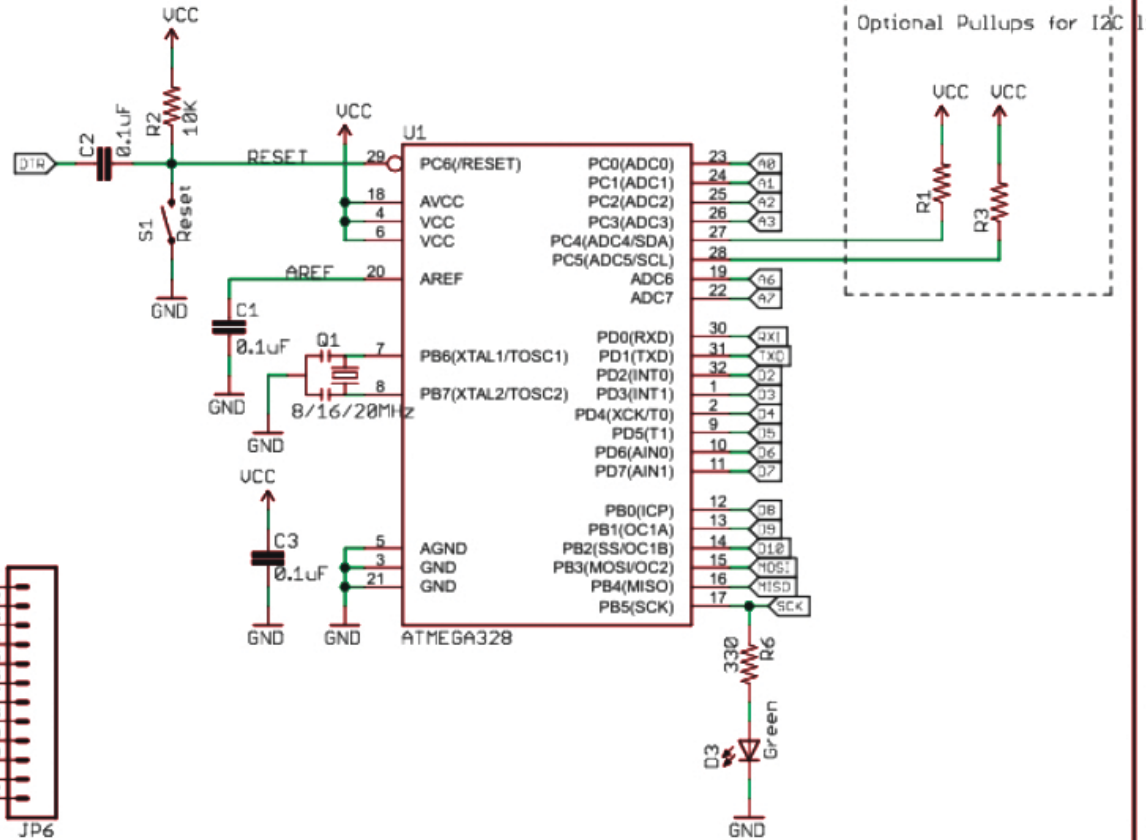 VCC
Optional Pullups for I2C l
R2
10K
C2
0.1uF
DTR
RESET
S1
Reset
GND
VCC
U1
29
PC6(/RESET)
18
AVCC
4
VCC
6
VCC
AREF
20
AREF
C1
0.1uF
GND
Q1
7
PB6(XTAL1/TOSC1)
8
PB7(XTAL2/TOSC2)
8/16/20MHz
GND
VCC
C3
0.1uF
GND
5
AGND
3
GND
21
GND
GND
ATMEGA328
PC0(ADC0) 23 A0
PC1(ADC1) 24 A1
PC2(ADC2) 25 A2
PC3(ADC3) 26 A3
PC4(ADC4/SDA) 27
PC5(ADC5/SCL) 28
ADC6 19 A6
ADC7 22 A7
PD0(RXD) 30 RXI
PD1(TXD) 31 TXO
PD2(INT0) 32 D2
PD3(INT1) 1 D3
PD4(XCK/T0) 2 D4
PD5(T1) 9 D5
PD6(AIN0) 10 D6
PD7(AIN1) 11 D7
PB0(ICP) 12 D8
PB1(OC1A) 13 D9
PB2(SS/OC1B) 14 D10
PB3(MOSI/OC2) 15 MOSI
PB4(MISO) 16 MISO
PB5(SCK) 17 SCK
VCC
VCC
R1
R3
330
R6
D3
Green
GND
JP6